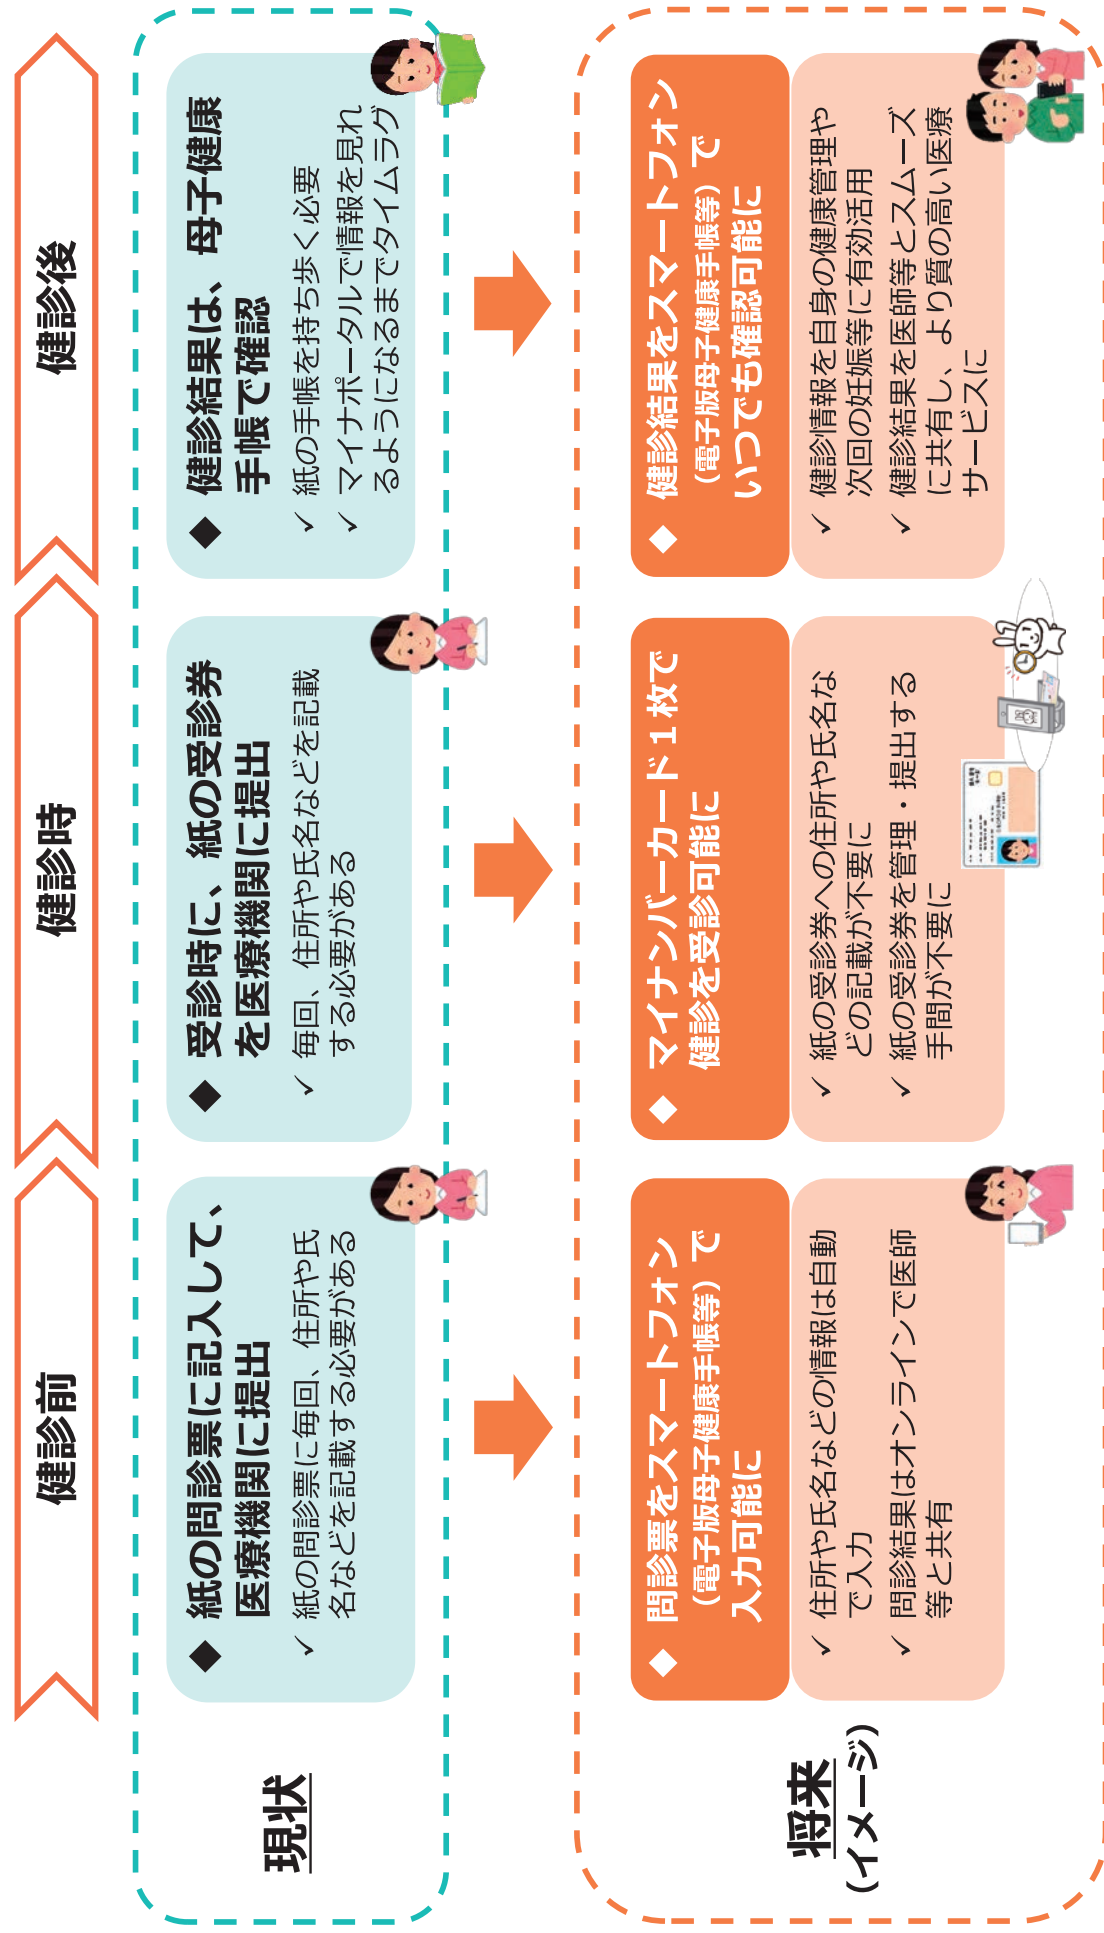 健診前
健診時
健診後
現状
◆ 紙の問診票に記入して、
医療機関に提出
✓ 紙の問診票に毎回、住所や氏
名などを記載する必要がある
◆ 受診時に、紙の受診券
を医療機関に提出
✓ 毎回、住所や氏名などを記載
する必要がある
◆ 健診結果は、母子健康
手帳で確認
✓ 紙の手帳を持ち歩く必要
✓ マイナポータルで情報を見れ
るようになるまでタイムラグ
将来
(イメージ)
◆ 問診票をスマートフォン
(電子版母子健康手帳等)で
入力可能に
✓ 住所や氏名などの情報は自動
で入力
✓ 問診結果はオンラインで医師
等と共有
◆ マイナンバーカード1枚で
健診を受診可能に
✓ 紙の受診券への住所や氏名な
どの記載が不要に
✓ 紙の受診券を管理・提出する
手間が不要に
◆ 健診結果をスマートフォン
(電子版母子健康手帳等)で
いつでも確認可能に
✓ 健診情報を自身の健康管理や
次回の妊娠等に有効活用
✓ 健診結果を医師等とスムーズ
に共有し、より質の高い医療
サービスに